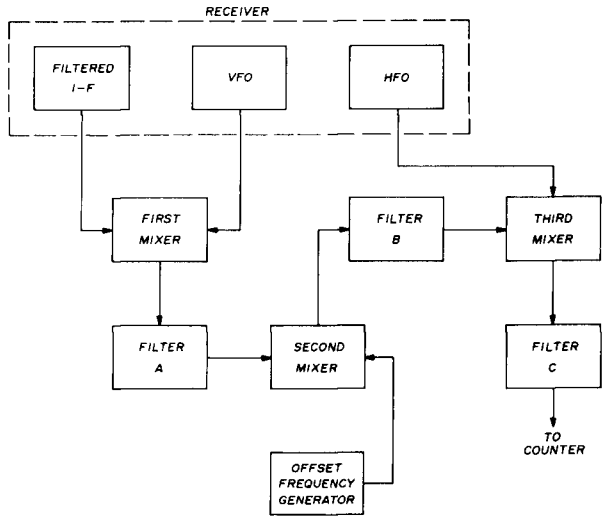 RECEIVER
FILTERED
I-F
VFO
HFO
FIRST
MIXER
FILTER
B
THIRD
MIXER
FILTER
A
SECOND
MIXER
FILTER
C
TO
COUNTER
OFFSET
FREQUENCY
GENERATOR